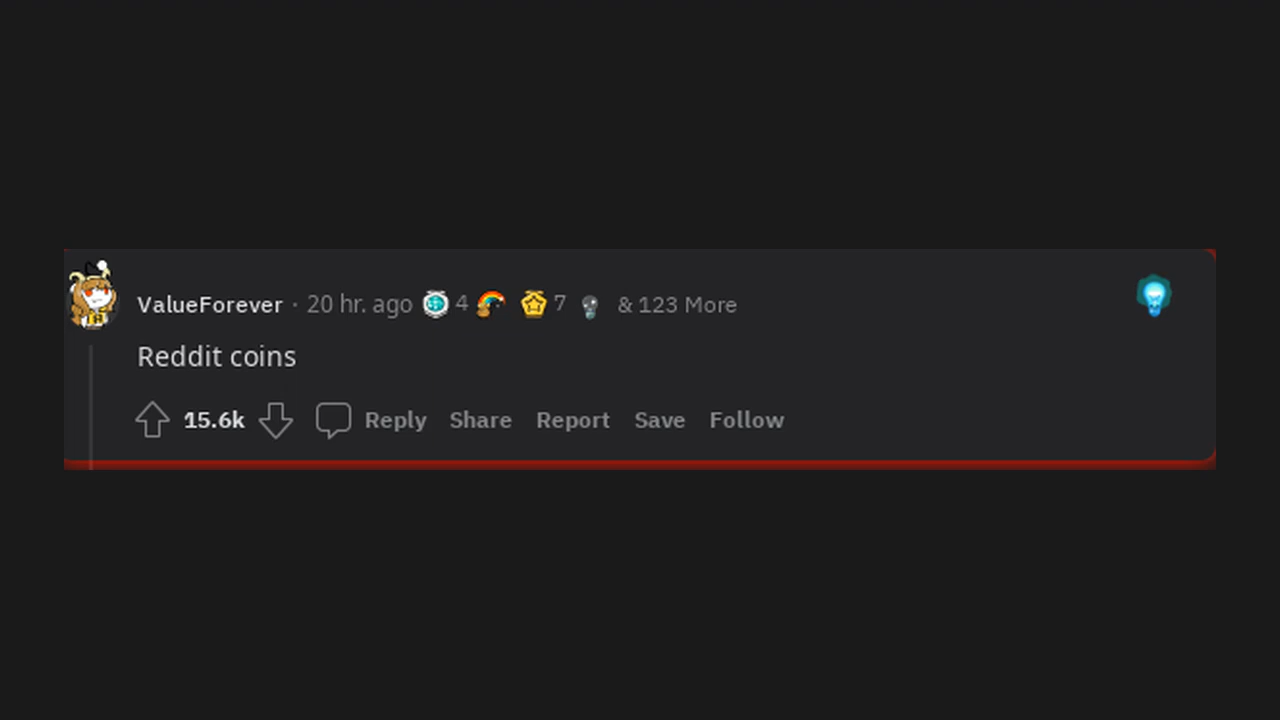 ValueForever · 20 hr. ago 4 7 & 123 More
Reddit coins
15.6k Reply Share Report Save Follow